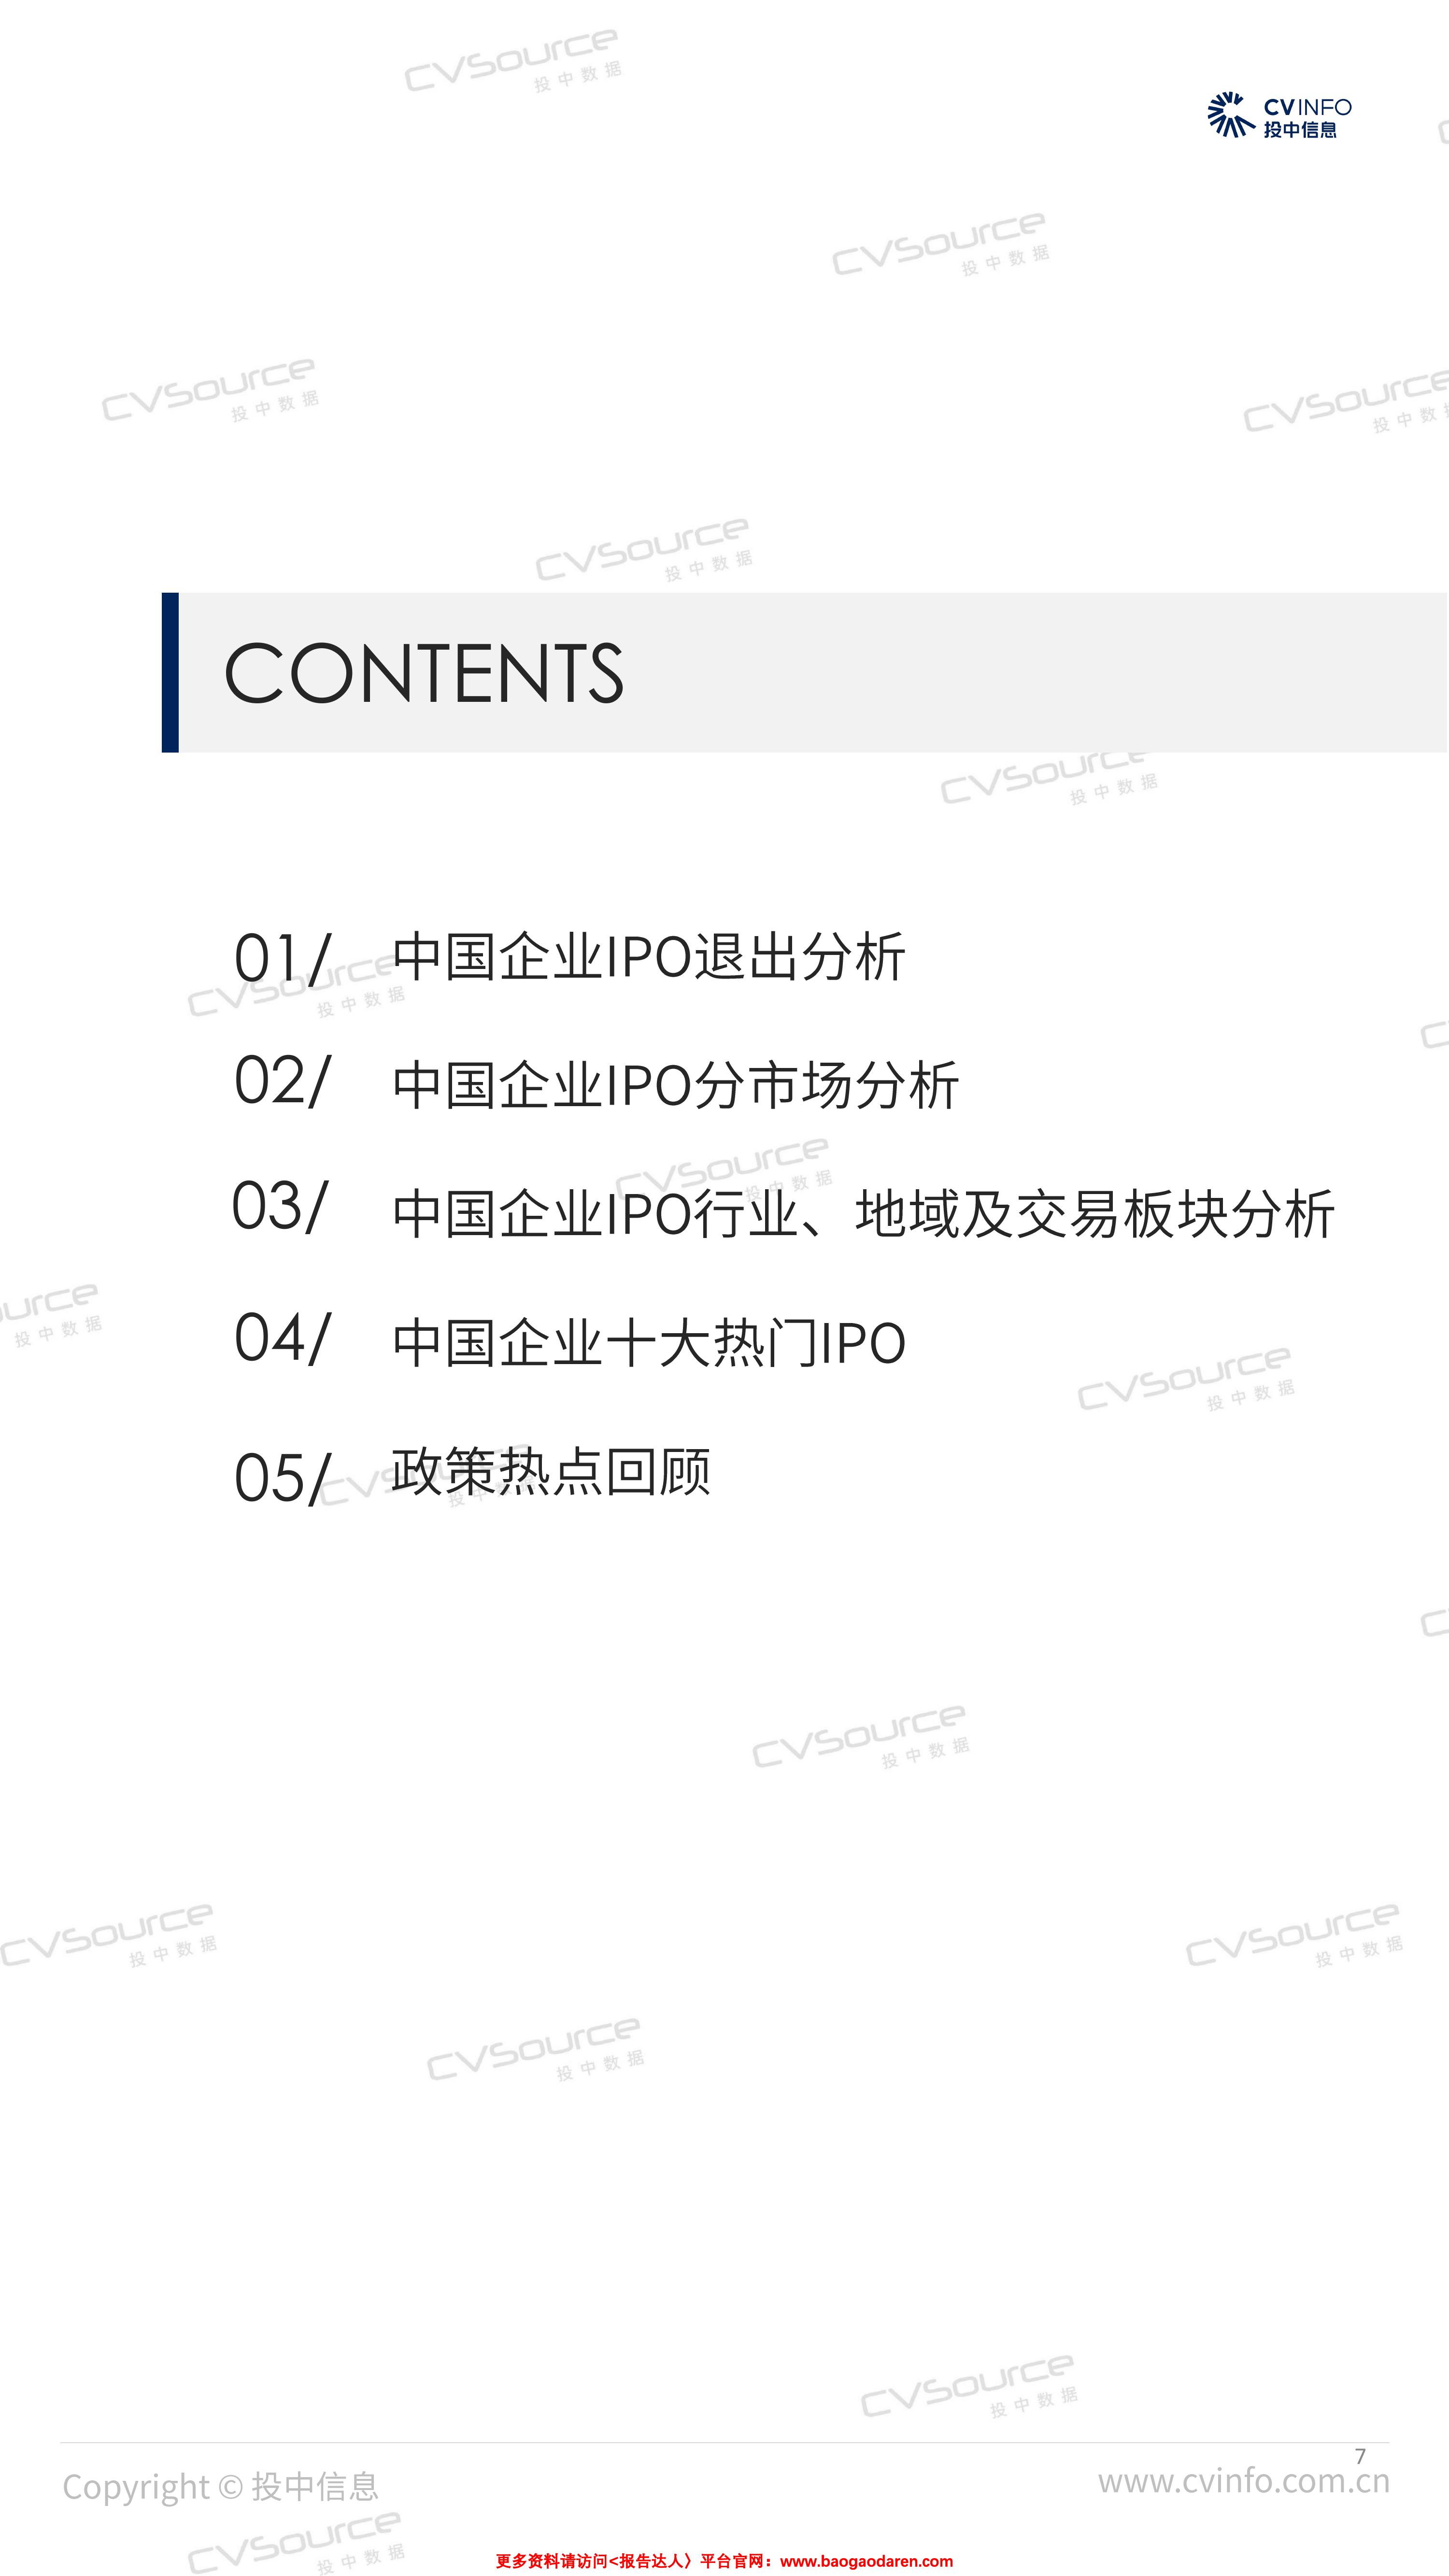 CVINFO
投中信息
CONTENTS
01/ 中国企业IPO退出分析
02/ 中国企业IPO分市场分析
03/ 中国企业IPO行业、地域及交易板块分析
04/ 中国企业十大热门IPO
05/ 政策热点回顾
7
Copyright © 投中信息
www.cvinfo.com.cn
更多资料请访问<报告达人〉平台官网：www.baogaodaren.com
CVSource
投中数据